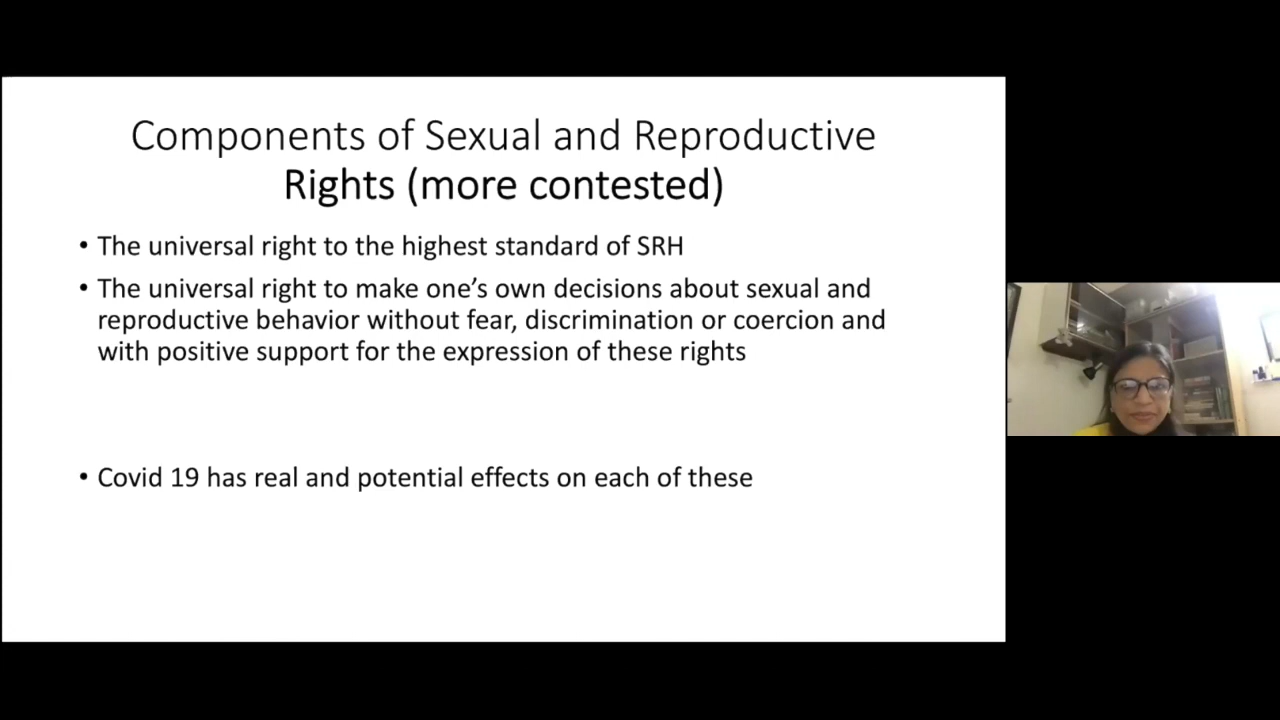 Components of Sexual and Reproductive
Rights (more contested)
• The universal right to the highest standard of SRH
• The universal right to make one’s own decisions about sexual and
reproductive behavior without fear, discrimination or coercion and
with positive support for the expression of these rights
• Covid 19 has real and potential effects on each of these